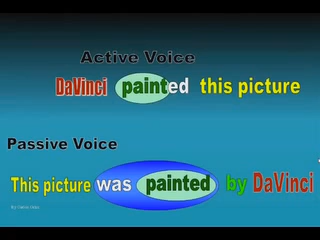 Active Voice
DaVinci painted this picture
Passive Voice
This picture was painted by DaVinci